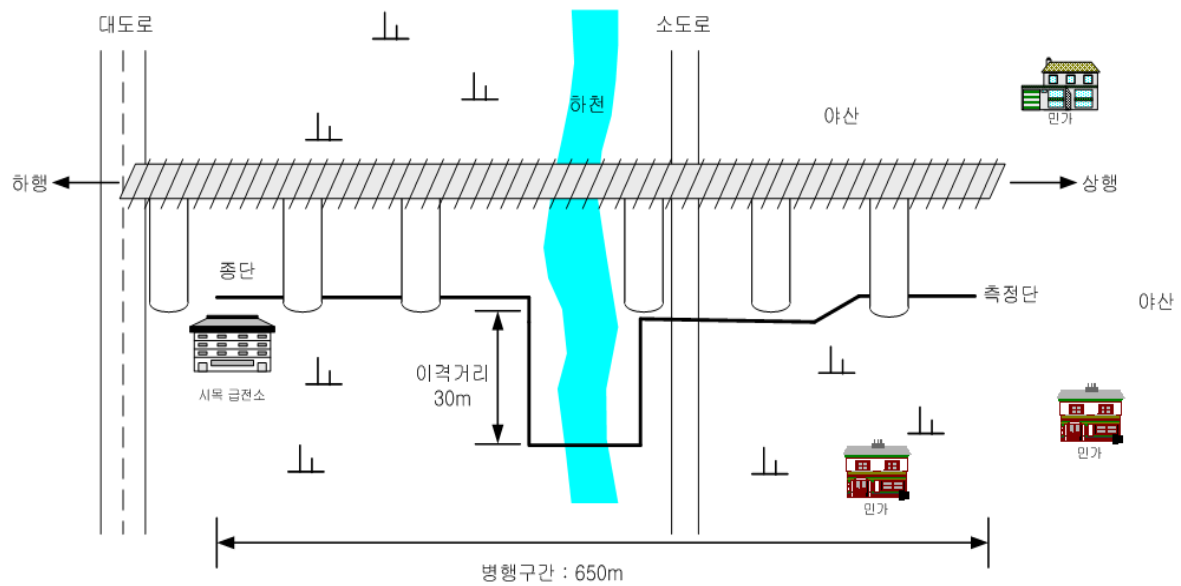 대도로
소도로
하천
야산
민가
하행
상행
종단
측정단
야산
이격거리
30m
시목 급전소
민가
민가
병행구간 : 650m